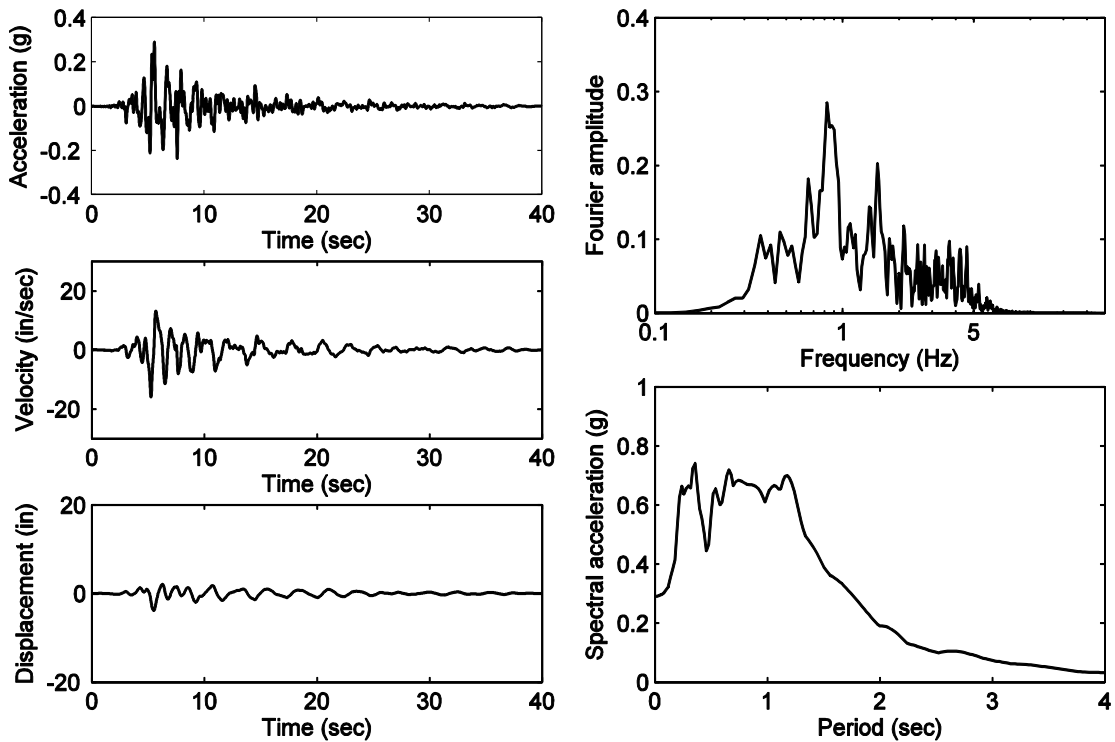 Acceleration (g)
0.4
0.2
0
-0.2
-0.4
0 10 20 30 40
Time (sec)
Velocity (in/sec)
20
0
-20
0 10 20 30 40
Time (sec)
Displacement (in)
20
0
-20
0 10 20 30 40
Time (sec)
Fourier amplitude
0.4
0.3
0.2
0.1
0
0.1 1 5
Frequency (Hz)
Spectral acceleration (g)
1
0.8
0.6
0.4
0.2
0
0 1 2 3 4
Period (sec)